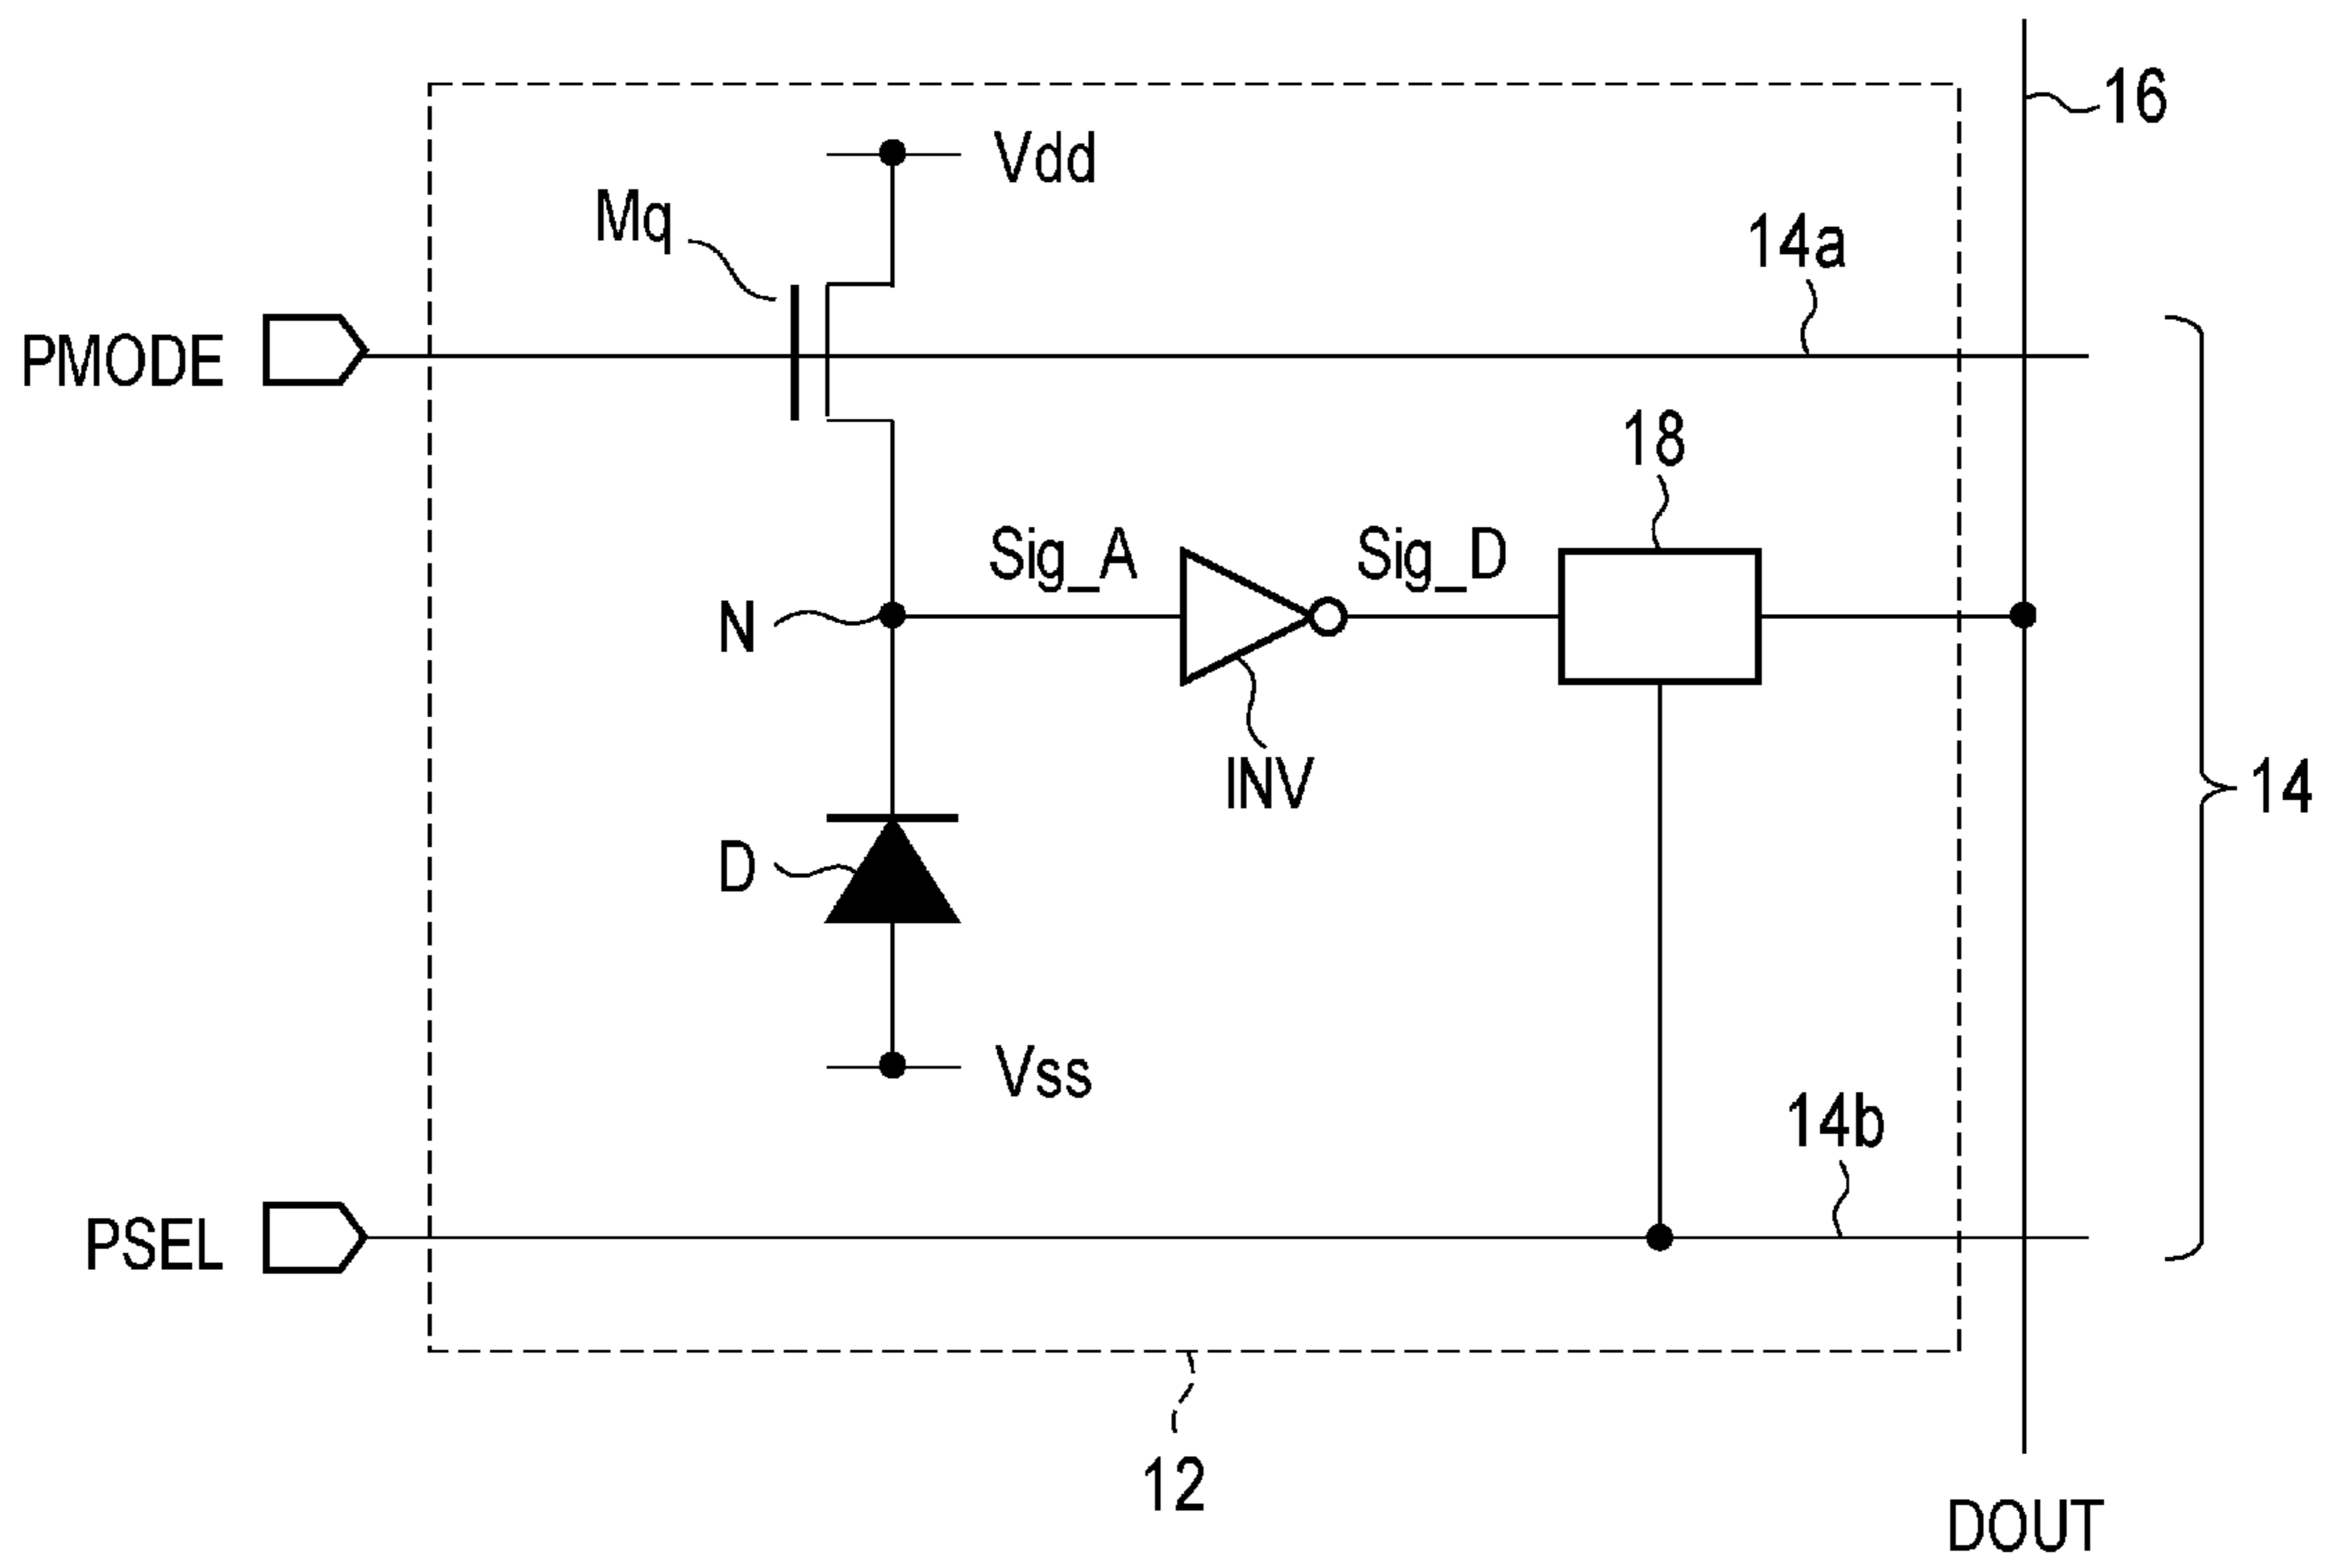 16
Vdd
Mq
14a
PMODE
18
Sig_A
Sig_D
N
INV
14
D
Vss
14b
PSEL
12
DOUT